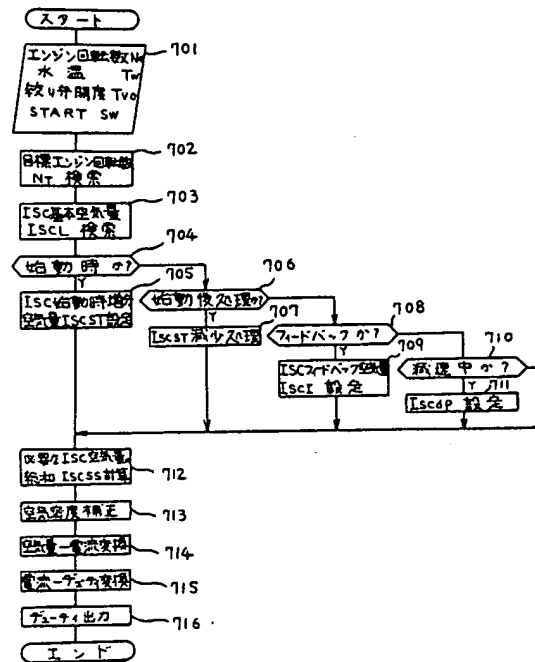 スタート
701
エンジン回転数Ne
水温 Tw
絞り弁開度 Tvo
START SW
702
目標エンジン回転数
NT 検索
703
ISC基本空気量
ISCL 検索
704
始動時か?
Y
705
ISC始動時増分
空気量ISCST設定
706
始動後処理か?
Y
707
ISCST減少処理
708
フィードバックか?
Y
709
ISCフィードバック空気量
ISCI 設定
710
減速中か?
Y
711
Iscdp 設定
ISC空気量
総和 ISCSS計算
712
空気密度補正
713
空気量−電流変換
714
電流−デューティ変換
715
デューティ出力
716
エンド